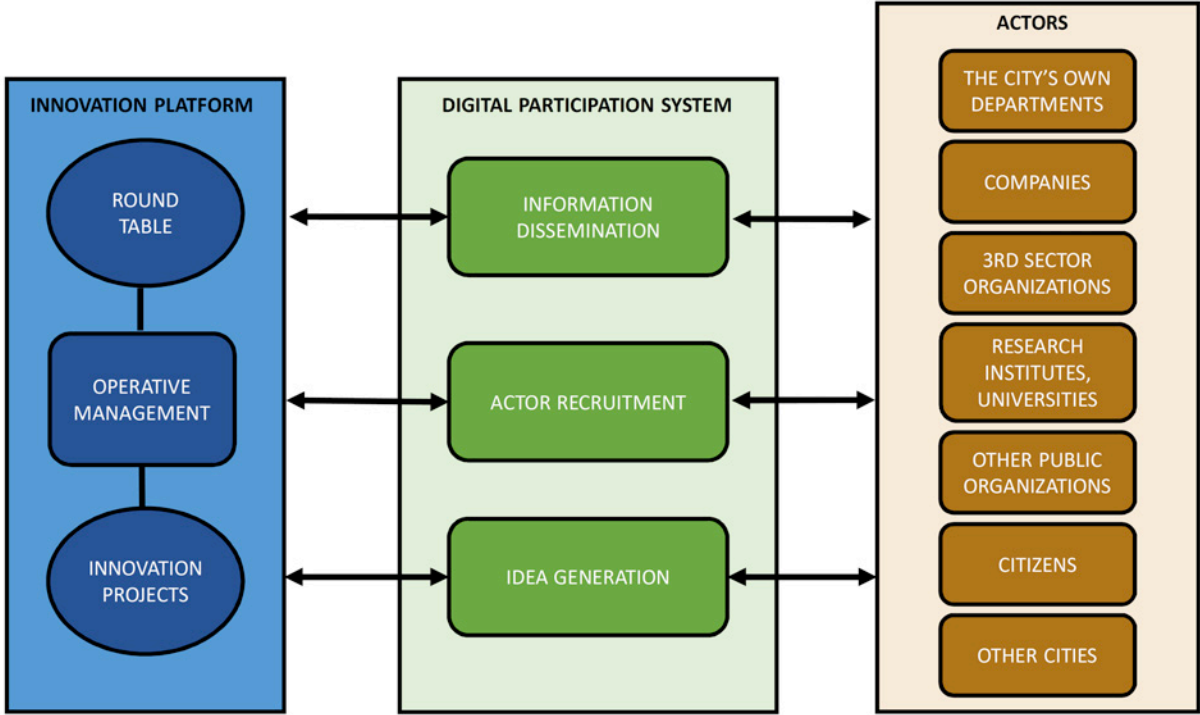 INNOVATION PLATFORM
ROUND
TABLE
OPERATIVE
MANAGEMENT
INNOVATION
PROJECTS
DIGITAL PARTICIPATION SYSTEM
INFORMATION
DISSEMINATION
ACTOR RECRUITMENT
IDEA GENERATION
ACTORS
THE CITY’S OWN
DEPARTMENTS
COMPANIES
3RD SECTOR
ORGANIZATIONS
RESEARCH
INSTITUTES,
UNIVERSITIES
OTHER PUBLIC
ORGANIZATIONS
CITIZENS
OTHER CITIES